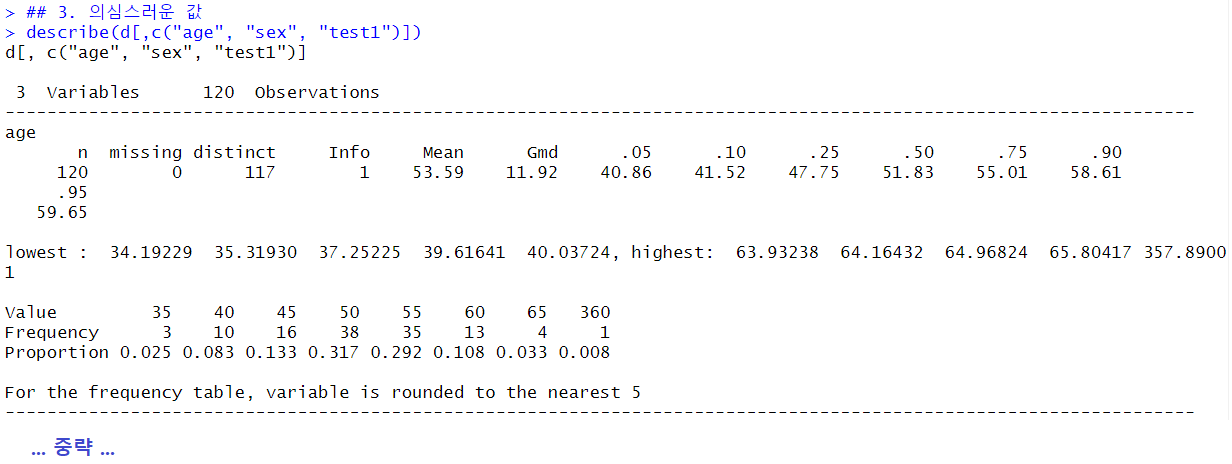 > ## 3. 의심스러운 값
> describe(d[,c("age", "sex", "test1")])
d[, c("age", "sex", "test1")]
3 Variables 120 Observations
-----------------------------------------------------------------------------------------------------------------
age
n missing distinct Info Mean Gmd .05 .10 .25 .50 .75 .90
120 0 117 1 53.59 11.92 40.86 41.52 47.75 51.83 55.01 58.61
.95
59.65
lowest : 34.19229 35.31930 37.25225 39.61641 40.03724, highest: 63.93238 64.16432 64.96824 65.80417 357.8900
1
Value 35 40 45 50 55 60 65 360
Frequency 3 10 16 38 35 13 4 1
Proportion 0.025 0.083 0.133 0.317 0.292 0.108 0.033 0.008
For the frequency table, variable is rounded to the nearest 5
-----------------------------------------------------------------------------------------------------------------
... 중략 ...